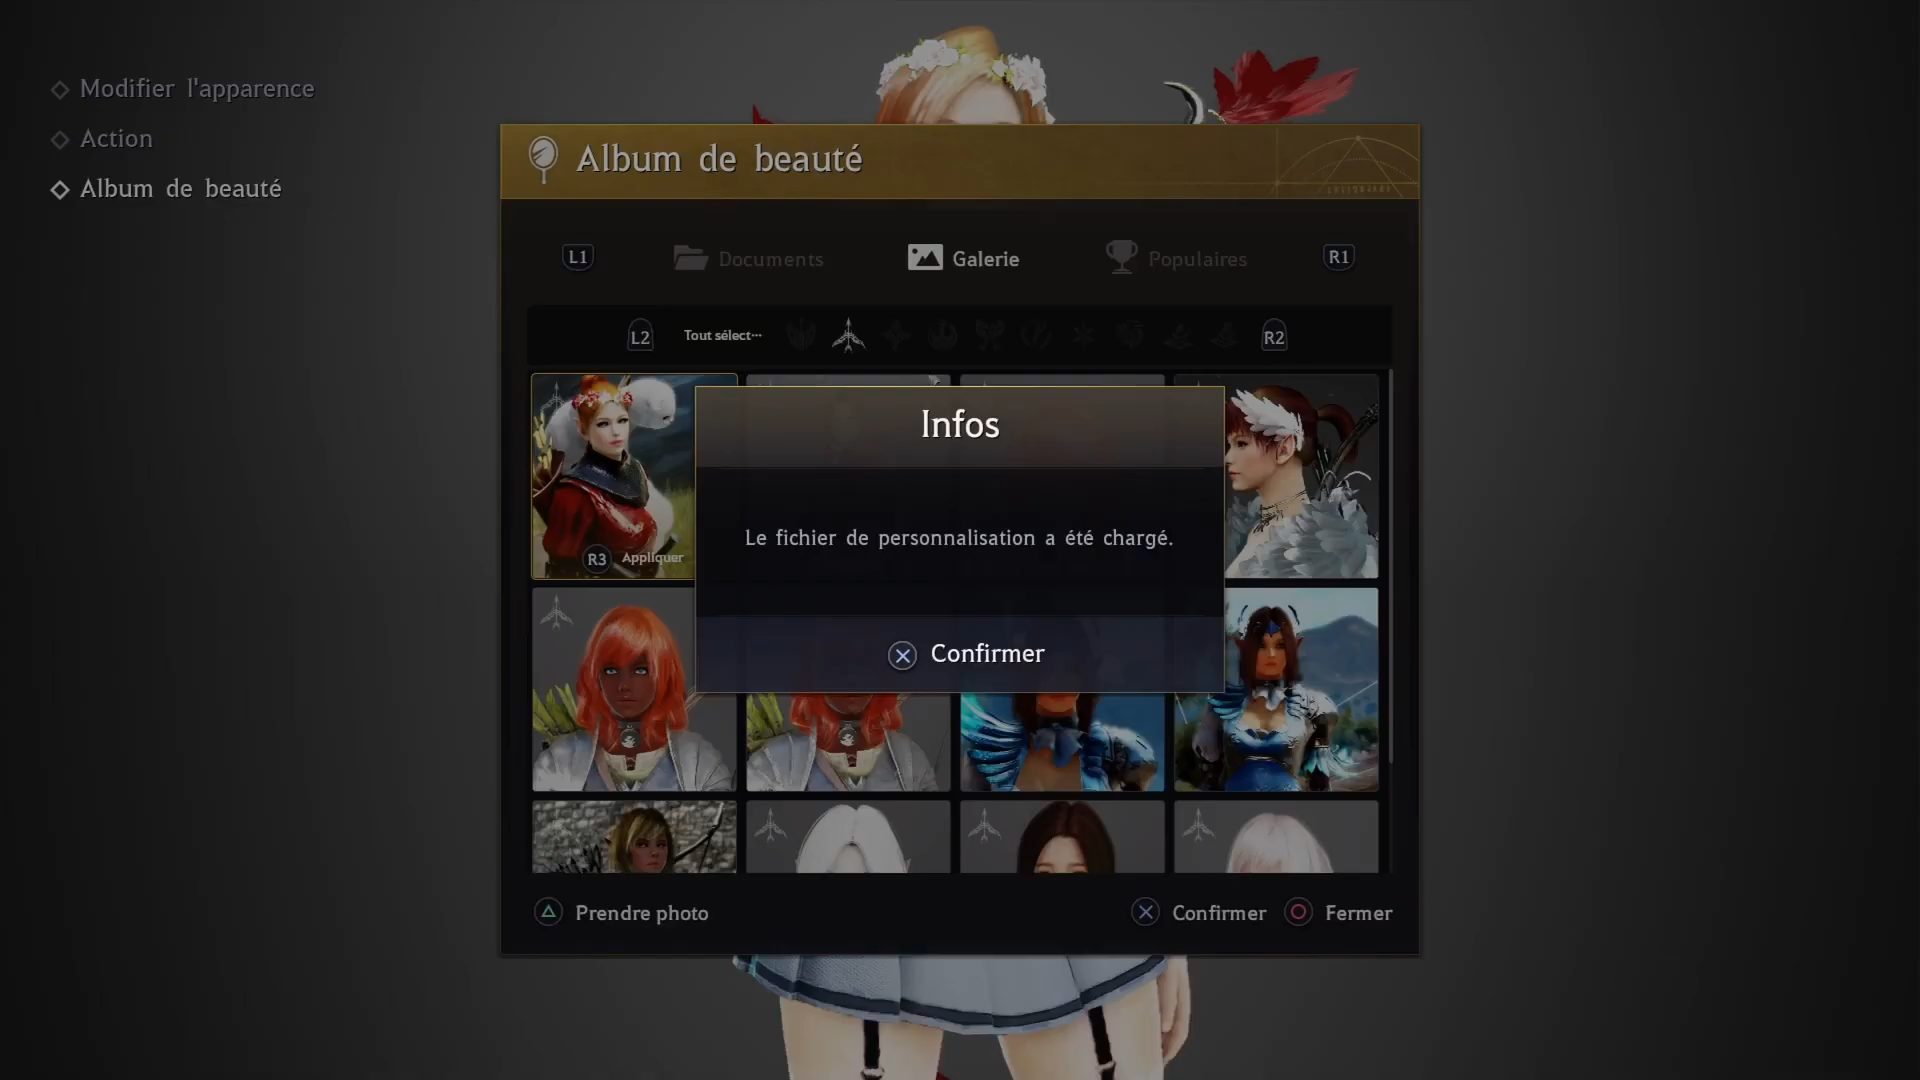 Modifier l'apparence
Action
Album de beauté
Album de beauté
L1
Documents
Galerie
Populaires
R1
L2
Tout sélect···
R2
Infos
Le fichier de personnalisation a été chargé.
R3 Appliquer
Confirmer
Prendre photo
Confirmer
Fermer